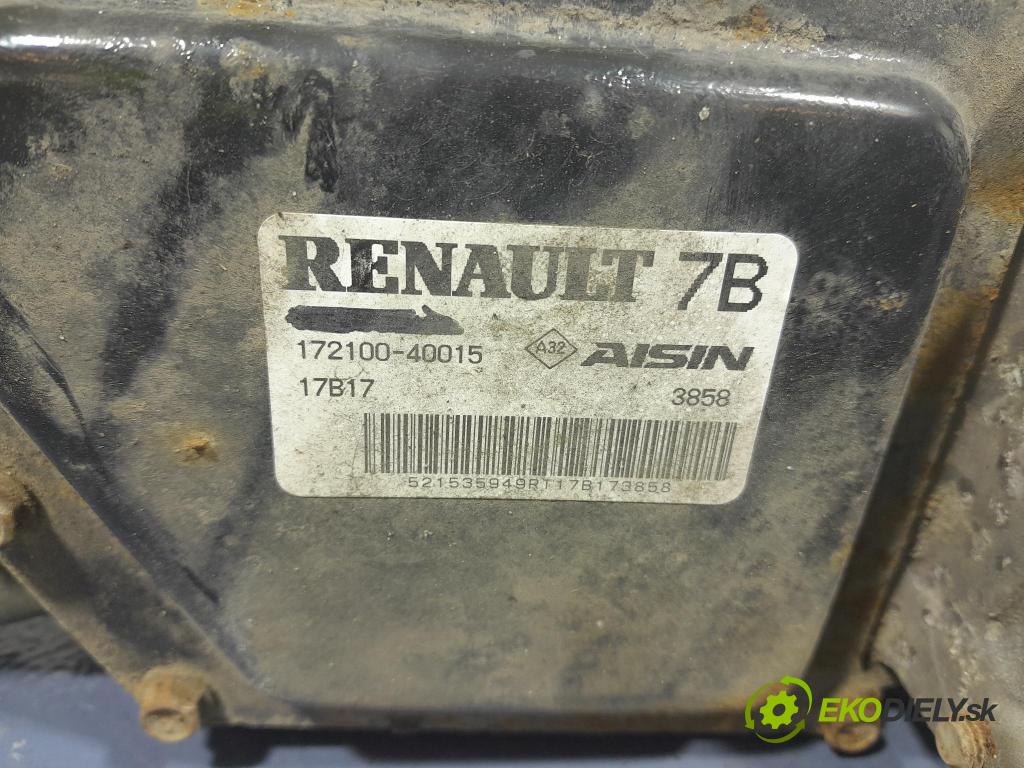 RENAULT 7B
172100-40015 A32 AISIN
17B17 3858
521535949RT17B173858
EKODIELY.sk